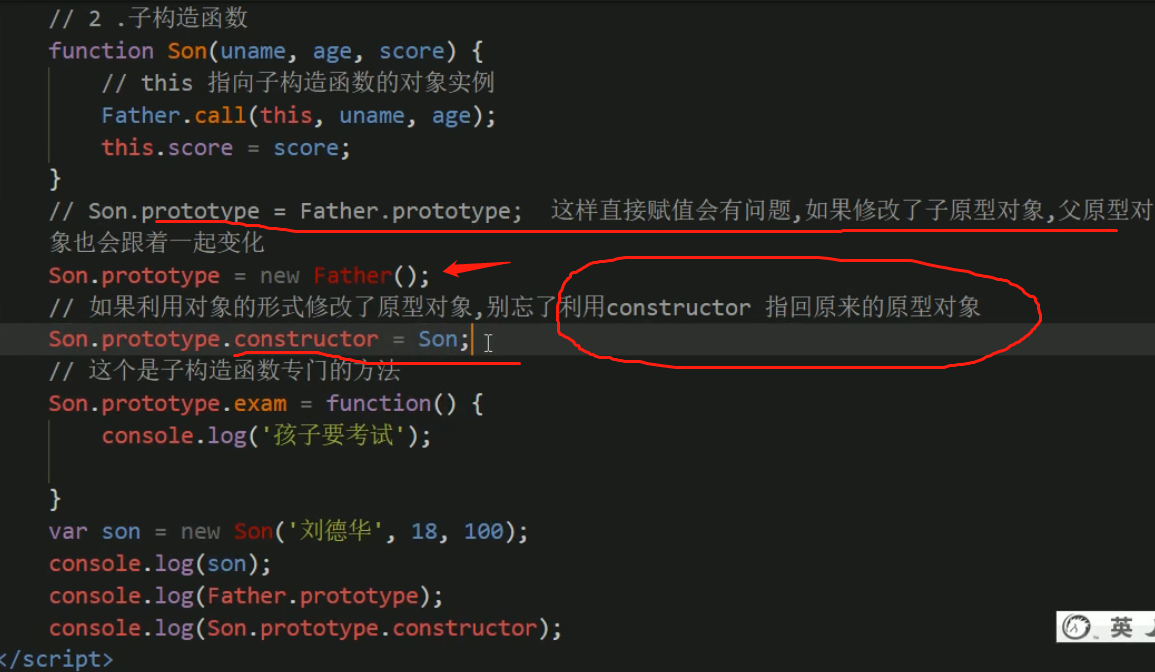 // 2 .子构造函数
function Son(uname, age, score) {
// this 指向子构造函数的对象实例
Father.call(this, uname, age);
this.score = score;
}
// Son.prototype = Father.prototype;  这样直接赋值会有问题,如果修改了子原型对象,父原型对
象也会跟着一起变化
Son.prototype = new Father();
// 如果利用对象的形式修改了原型对象,别忘了利用constructor 指回原来的原型对象
Son.prototype.constructor = Son;
// 这个是子构造函数专门的方法
Son.prototype.exam = function() {
console.log('孩子要考试');
}
var son = new Son('刘德华', 18, 100);
console.log(son);
console.log(Father.prototype);
console.log(Son.prototype.constructor);
</script>
英